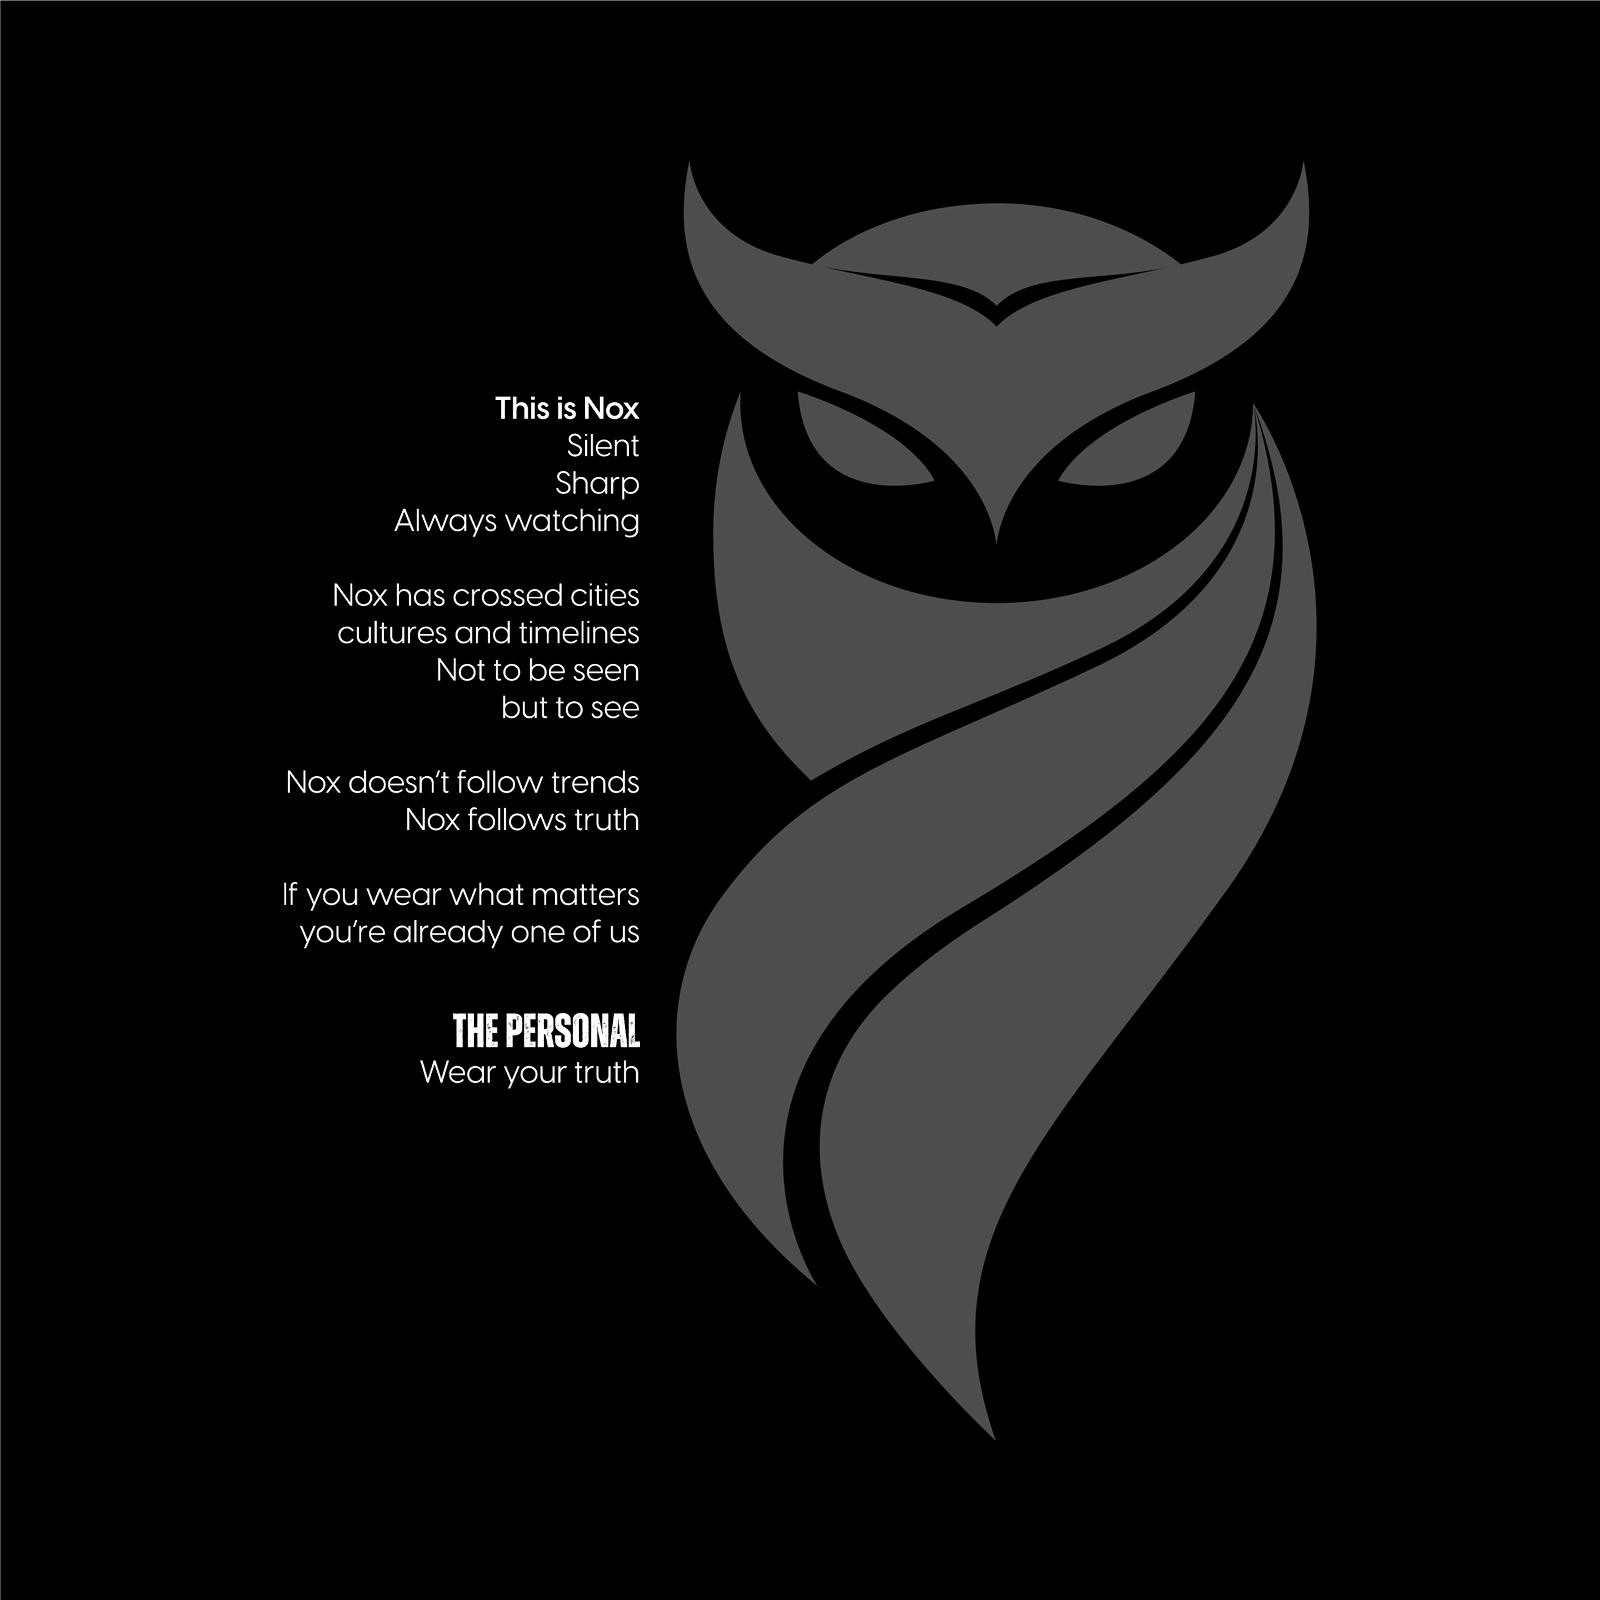 This is Nox
Silent
Sharp
Always watching
Nox has crossed cities
cultures and timelines
Not to be seen
but to see
Nox doesn’t follow trends
Nox follows truth
If you wear what matters
you’re already one of us
THE PERSONAL
Wear your truth